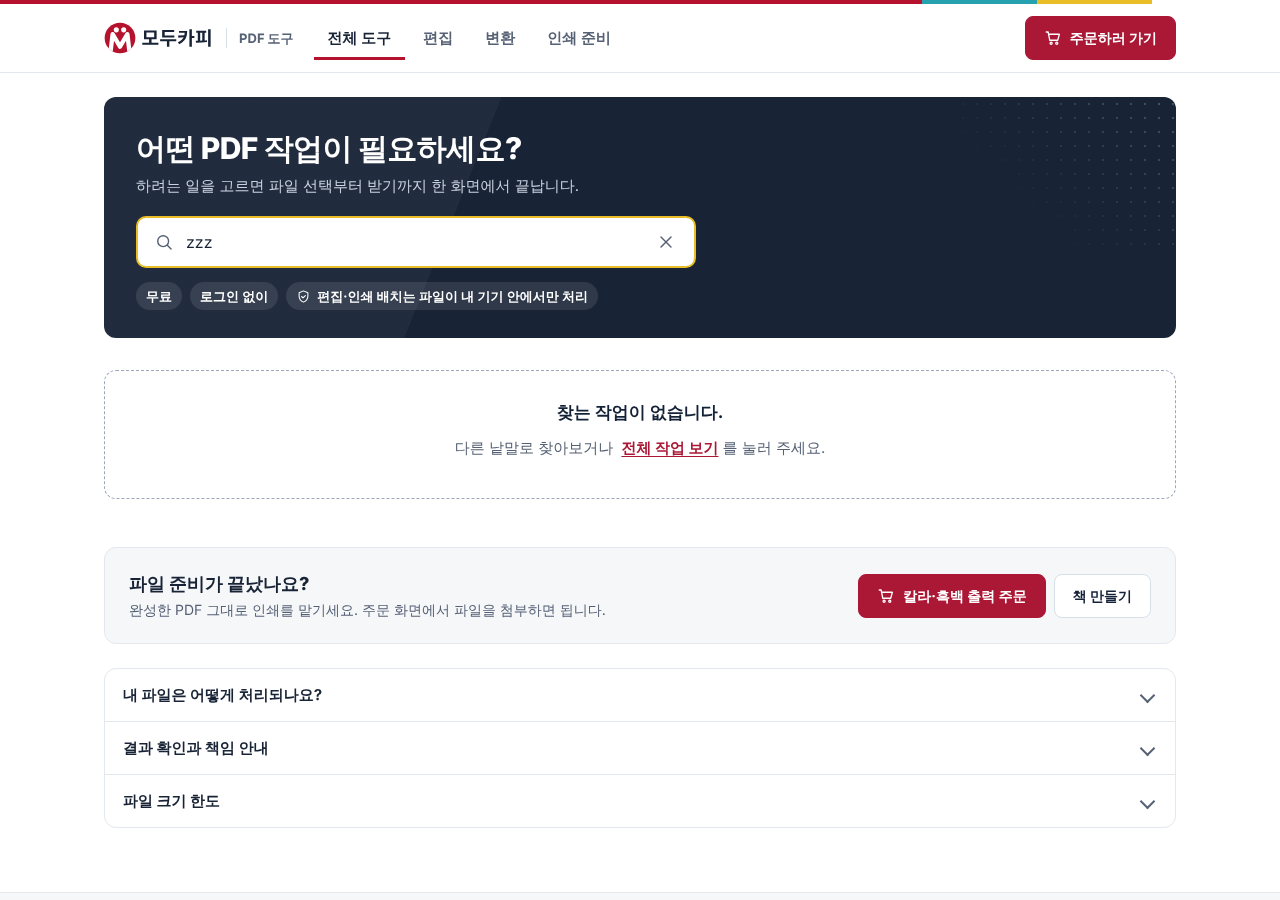 모두카피
PDF 도구
전체 도구
편집
변환
인쇄 준비
주문하러 가기
어떤 PDF 작업이 필요하세요?
하려는 일을 고르면 파일 선택부터 받기까지 한 화면에서 끝납니다.
zzz
무료
로그인 없이
편집·인쇄 배치는 파일이 내 기기 안에서만 처리
찾는 작업이 없습니다.
다른 낱말로 찾아보거나 전체 작업 보기 를 눌러 주세요.
파일 준비가 끝났나요?
완성한 PDF 그대로 인쇄를 맡기세요. 주문 화면에서 파일을 첨부하면 됩니다.
칼라·흑백 출력 주문
책 만들기
내 파일은 어떻게 처리되나요?
결과 확인과 책임 안내
파일 크기 한도